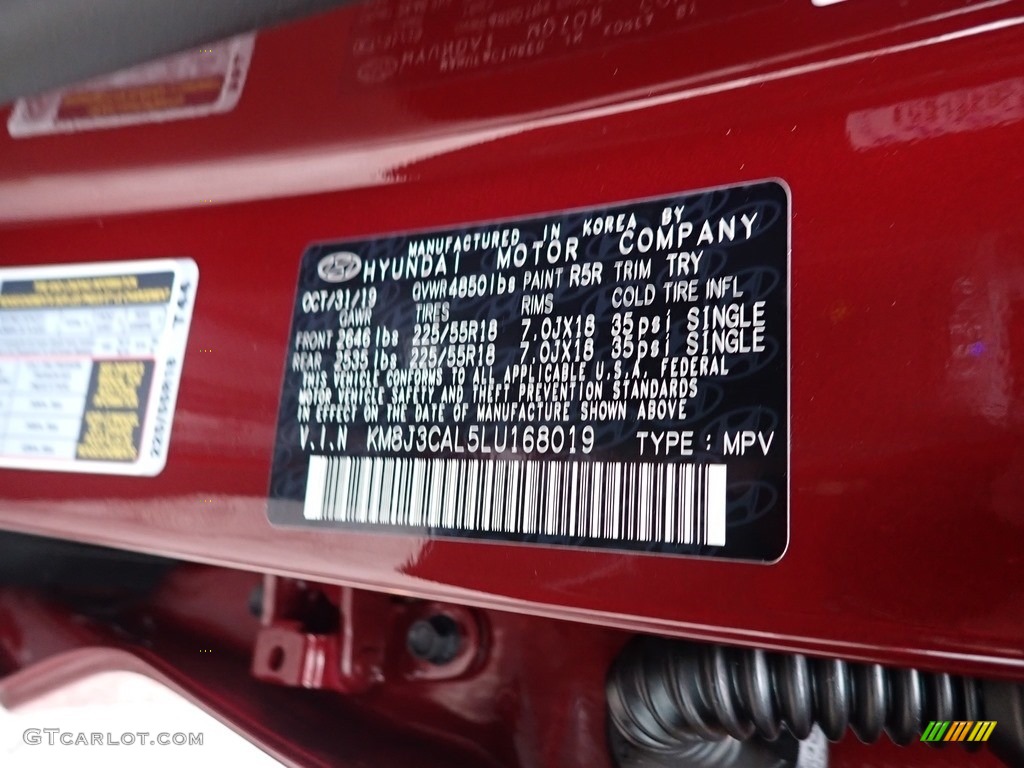 MANUFACTURED IN KOREA BY
HYUNDAI MOTOR COMPANY
OCT/31/19 GVWR 4850lbs PAINT R5R TRIM TRY
GAWR TIRES RIMS COLD TIRE INFL
FRONT 2646 lbs 225/55R18 7.0JX18 35psi SINGLE
REAR 2535 lbs 225/55R18 7.0JX18 35psi SINGLE
THIS VEHICLE CONFORMS TO ALL APPLICABLE U.S.A. FEDERAL
MOTOR VEHICLE SAFETY AND THEFT PREVENTION STANDARDS
IN EFFECT ON THE DATE OF MANUFACTURE SHOWN ABOVE
V.I.N KM8J3CAL5LU168019 TYPE : MPV
225/55R18 T44
GTCARLOT.COM